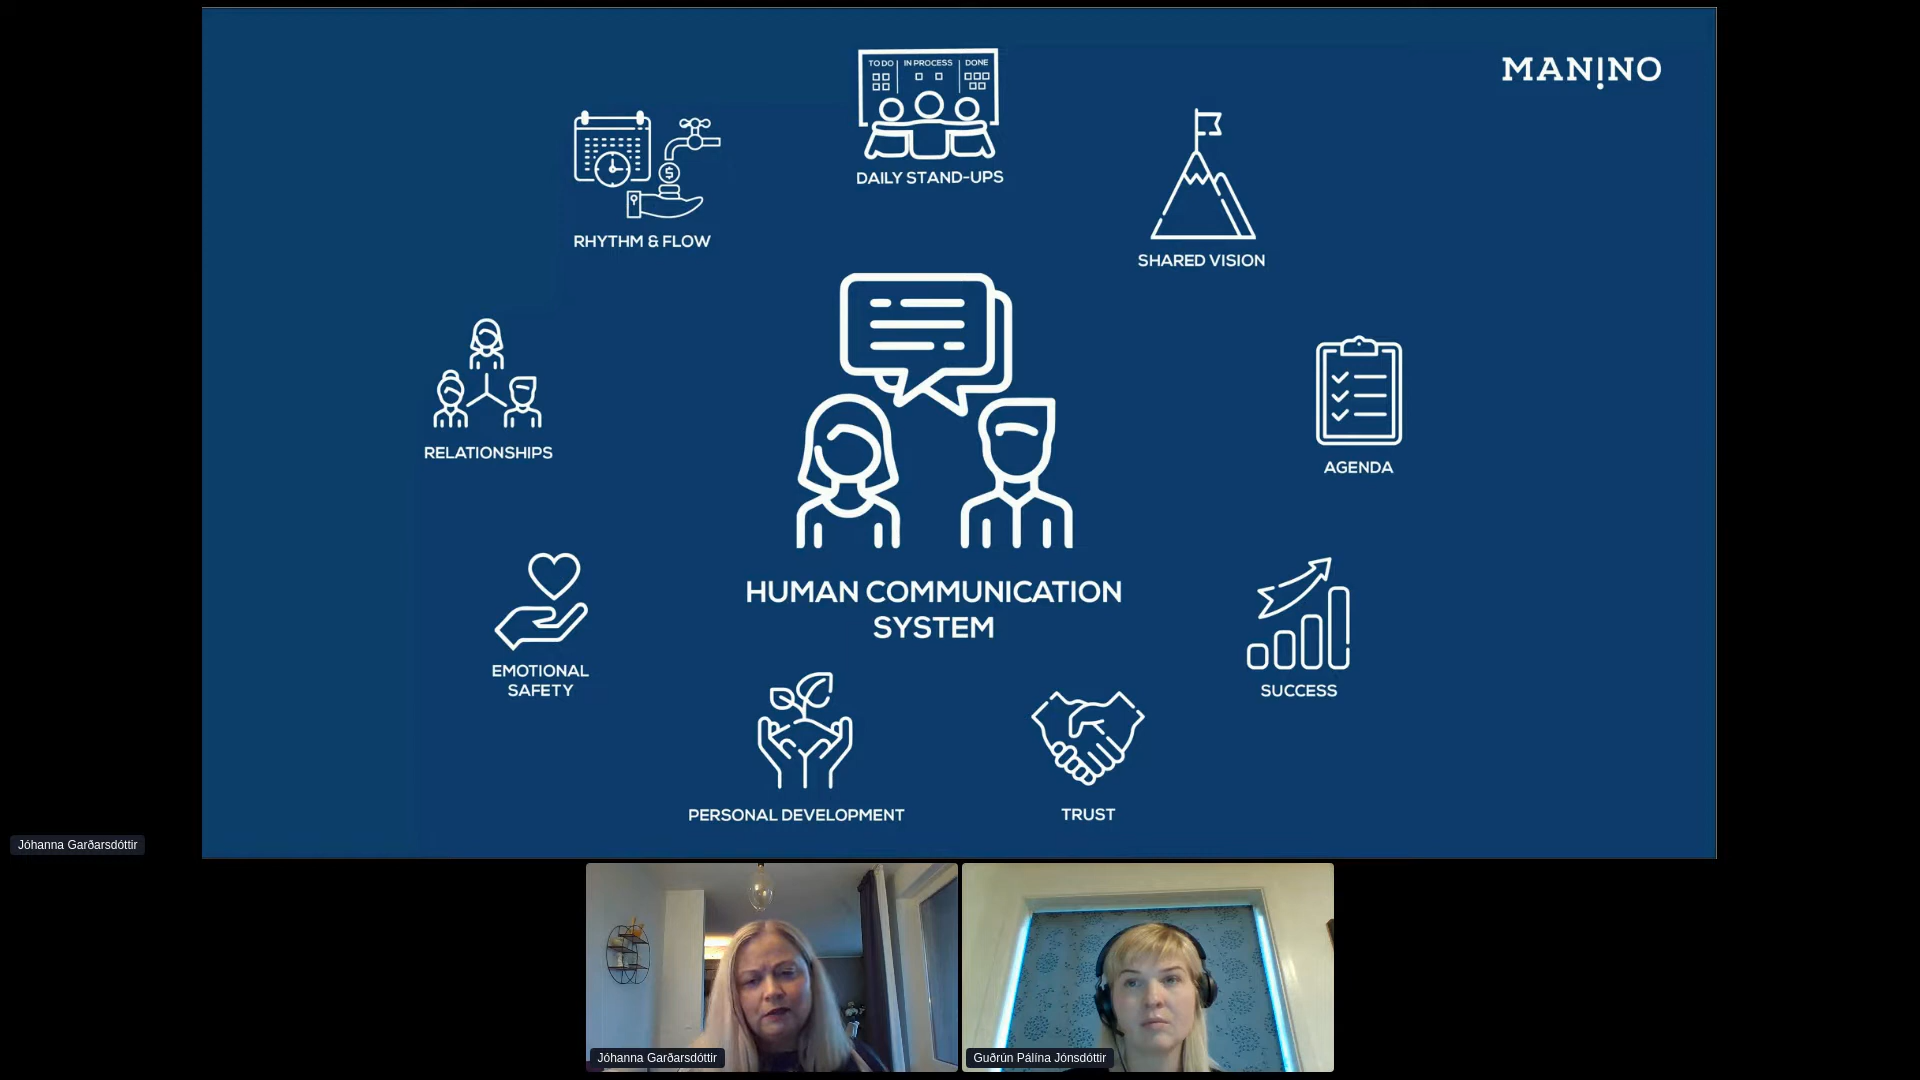 MANINO
TO DO IN PROCESS DONE
DAILY STAND-UPS
RHYTHM & FLOW
SHARED VISION
RELATIONSHIPS
AGENDA
HUMAN COMMUNICATION
SYSTEM
EMOTIONAL
SAFETY
SUCCESS
PERSONAL DEVELOPMENT
TRUST
Jóhanna Garðarsdóttir
Jóhanna Garðarsdóttir
Guðrún Pálína Jónsdóttir